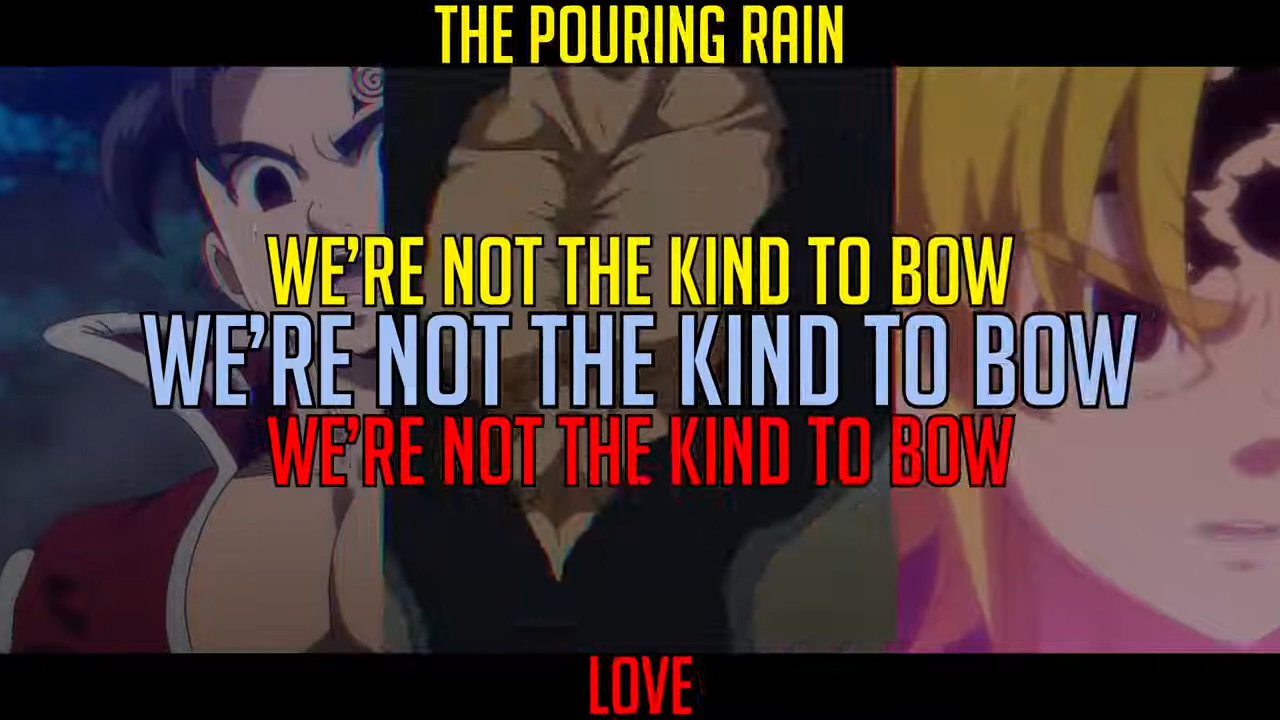 THE POURING RAIN
WE'RE NOT THE KIND TO BOW
WE'RE NOT THE KIND TO BOW
WE'RE NOT THE KIND TO BOW
LOVE